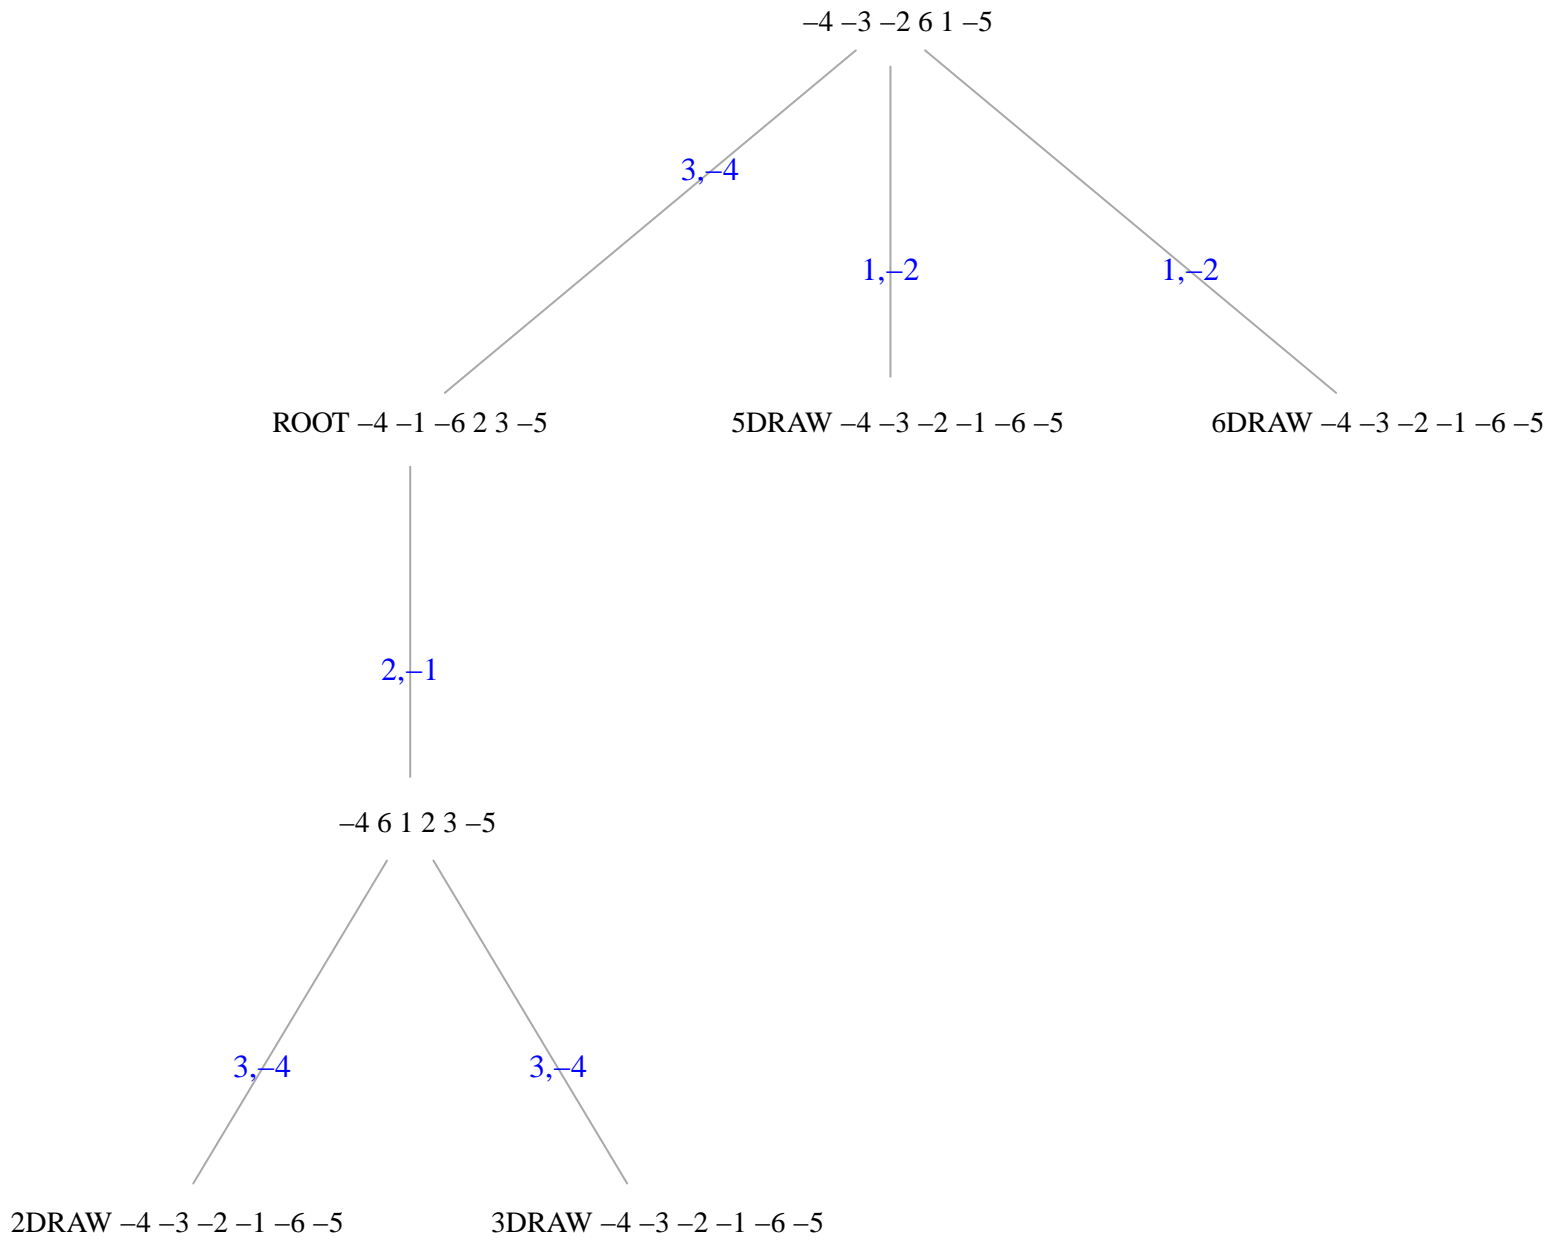 –4 –3 –2 6 1 –5
3,–4
1,–2
1,–2
ROOT –4 –1 –6 2 3 –5
5DRAW –4 –3 –2 –1 –6 –5
6DRAW –4 –3 –2 –1 –6 –5
2,–1
–4 6 1 2 3 –5
3,–4
3,–4
2DRAW –4 –3 –2 –1 –6 –5
3DRAW –4 –3 –2 –1 –6 –5